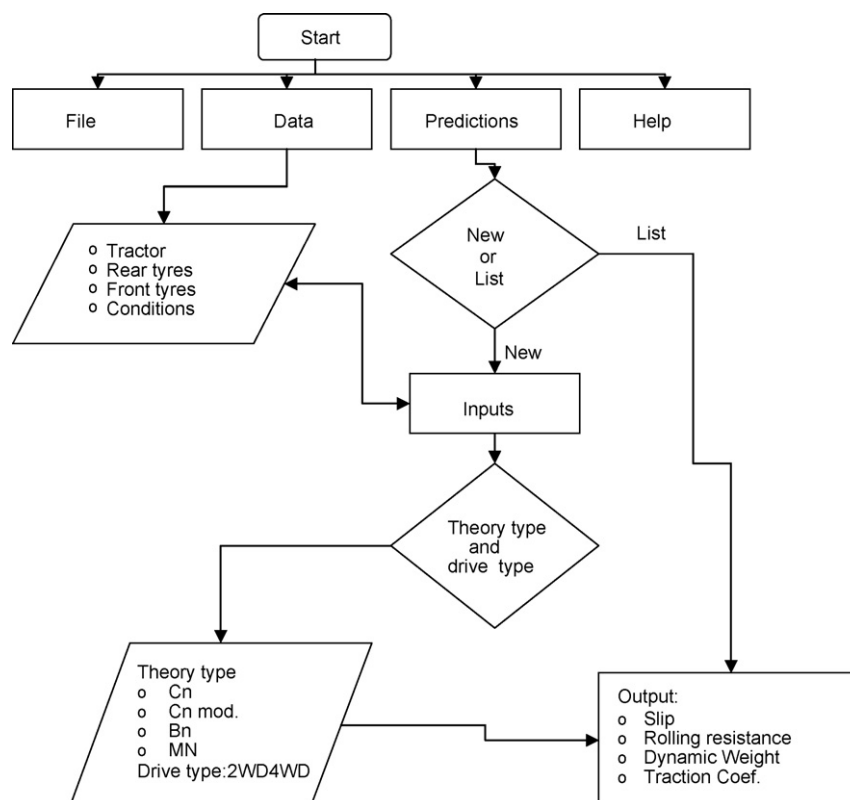 Start
File
Data
Predictions
Help
New
or
List
List
o Tractor
o Rear tyres
o Front tyres
o Conditions
New
Inputs
Theory type
and
drive type
Theory type
o Cn
o Cn mod.
o Bn
o MN
Drive type:2WD4WD
Output:
o Slip
o Rolling resistance
o Dynamic Weight
o Traction Coef.